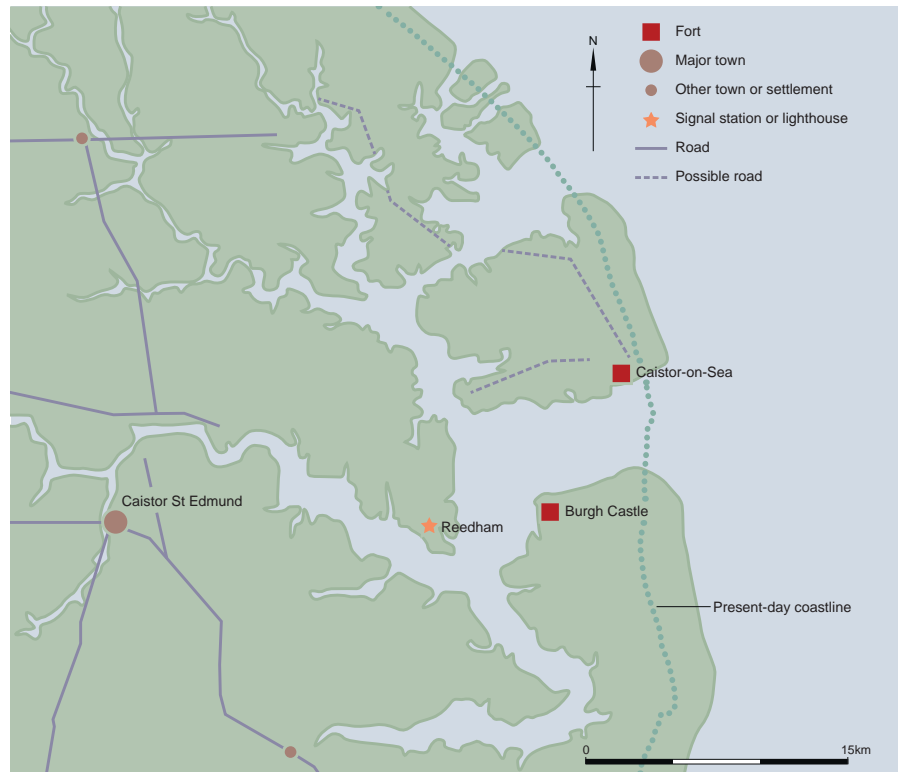 N
Fort
Major town
Other town or settlement
Signal station or lighthouse
Road
Possible road
Caistor-on-Sea
Caistor St Edmund
Burgh Castle
Reedham
Present-day coastline
0 15km